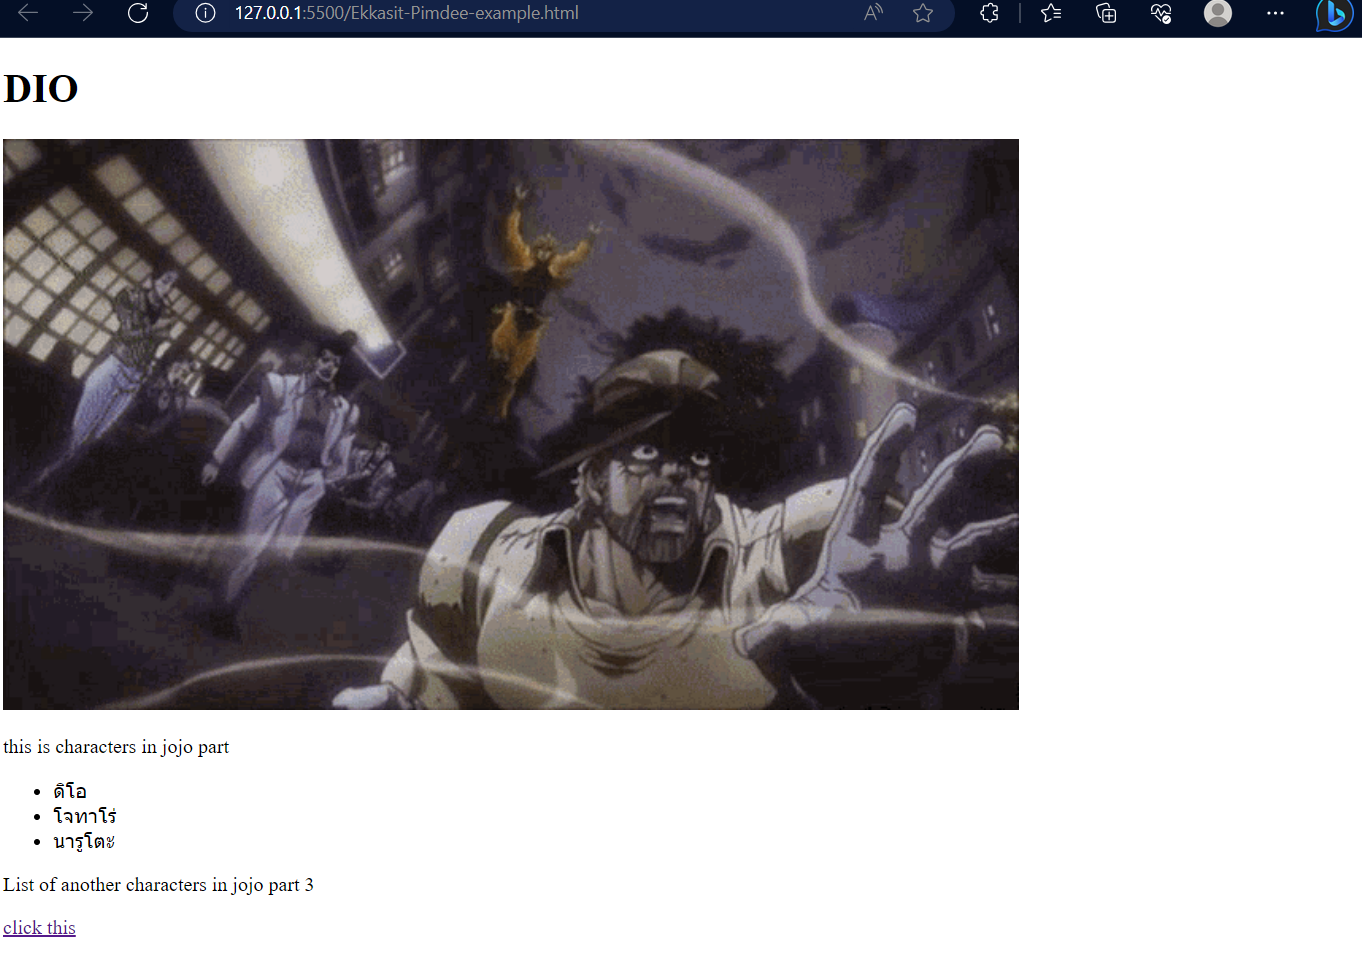 127.0.0.1:5500/Ekkasit-Pimdee-example.html
DIO
this is characters in jojo part
ดิโอ
โจทาโร่
นารูโตะ
List of another characters in jojo part 3
click this